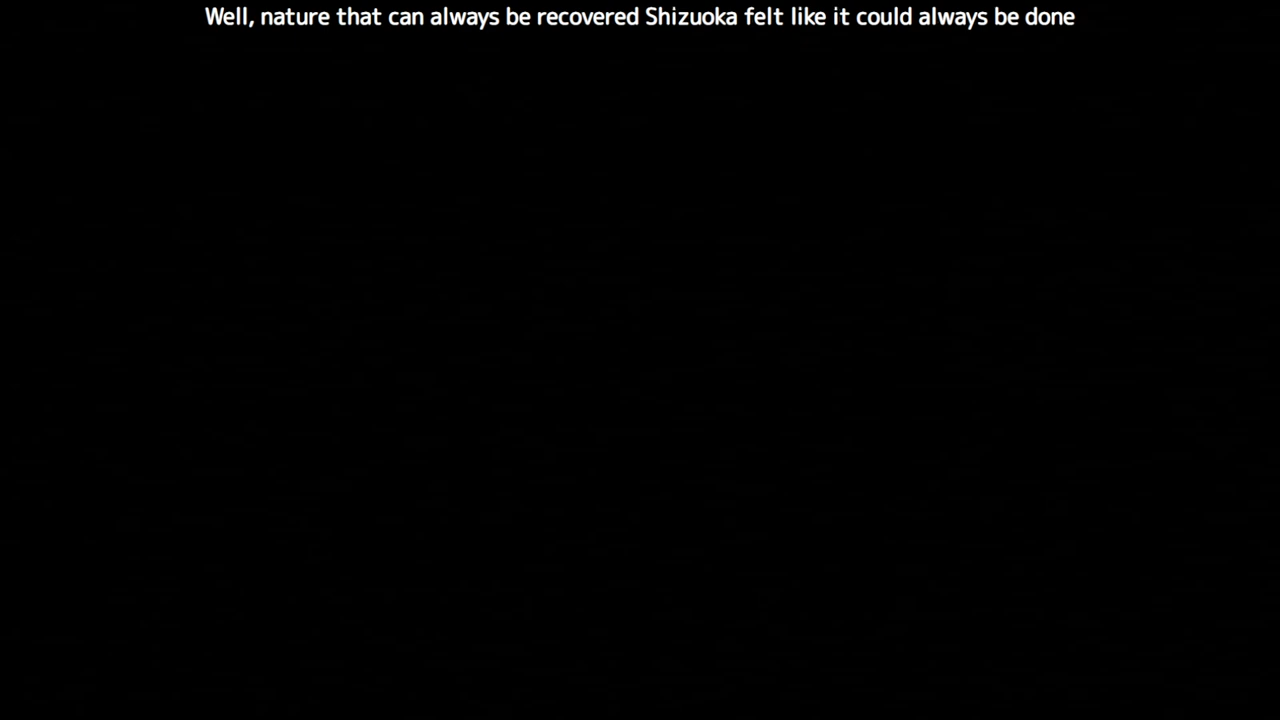 Well, nature that can always be recovered Shizuoka felt like it could always be done